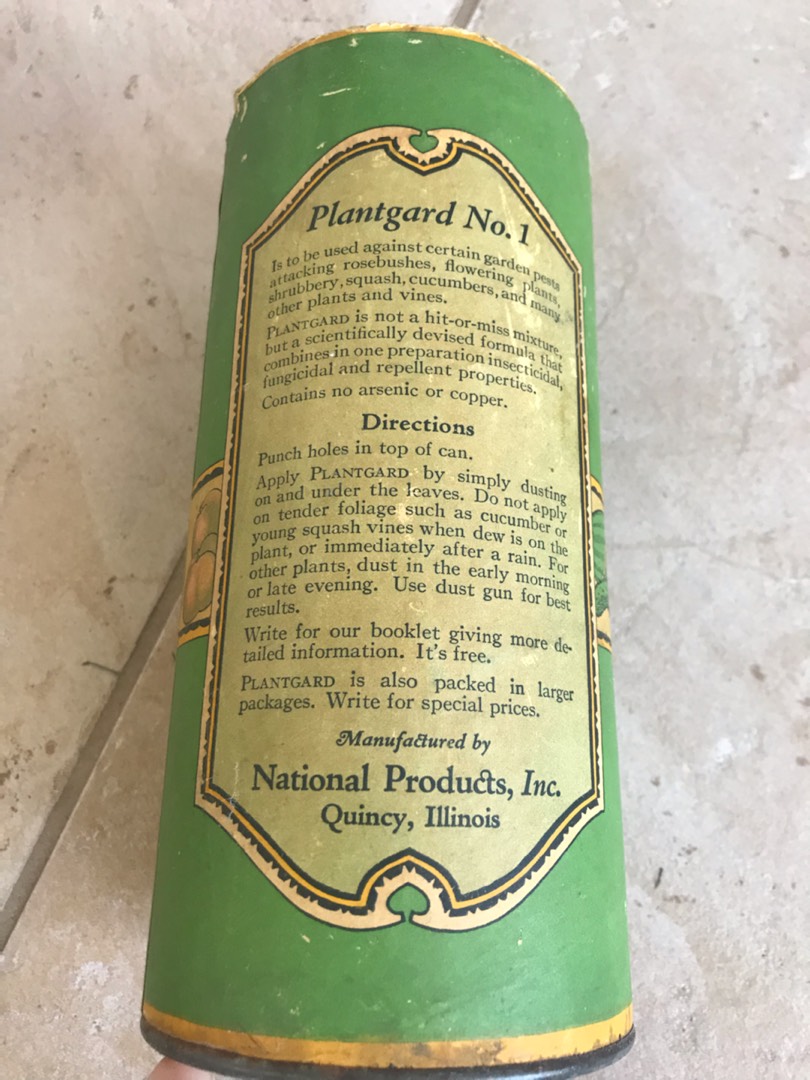 Plantgard No. 1
Is to be used against certain garden pests
attacking rosebushes, flowering plants,
shrubbery, squash, cucumbers, and many
other plants and vines.
PLANTGARD is not a hit-or-miss mixture,
but a scientifically devised formula that
combines in one preparation insecticidal,
fungicidal and repellent properties.
Contains no arsenic or copper.
Directions
Punch holes in top of can.
Apply PLANTGARD by simply dusting
on and under the leaves. Do not apply
on tender foliage such as cucumber or
young squash vines when dew is on the
plant, or immediately after a rain. For
other plants, dust in the early morning
or late evening. Use dust gun for best
results.
Write for our booklet giving more de-
tailed information. It's free.
PLANTGARD is also packed in larger
packages. Write for special prices.
Manufactured by
National Products, Inc.
Quincy, Illinois